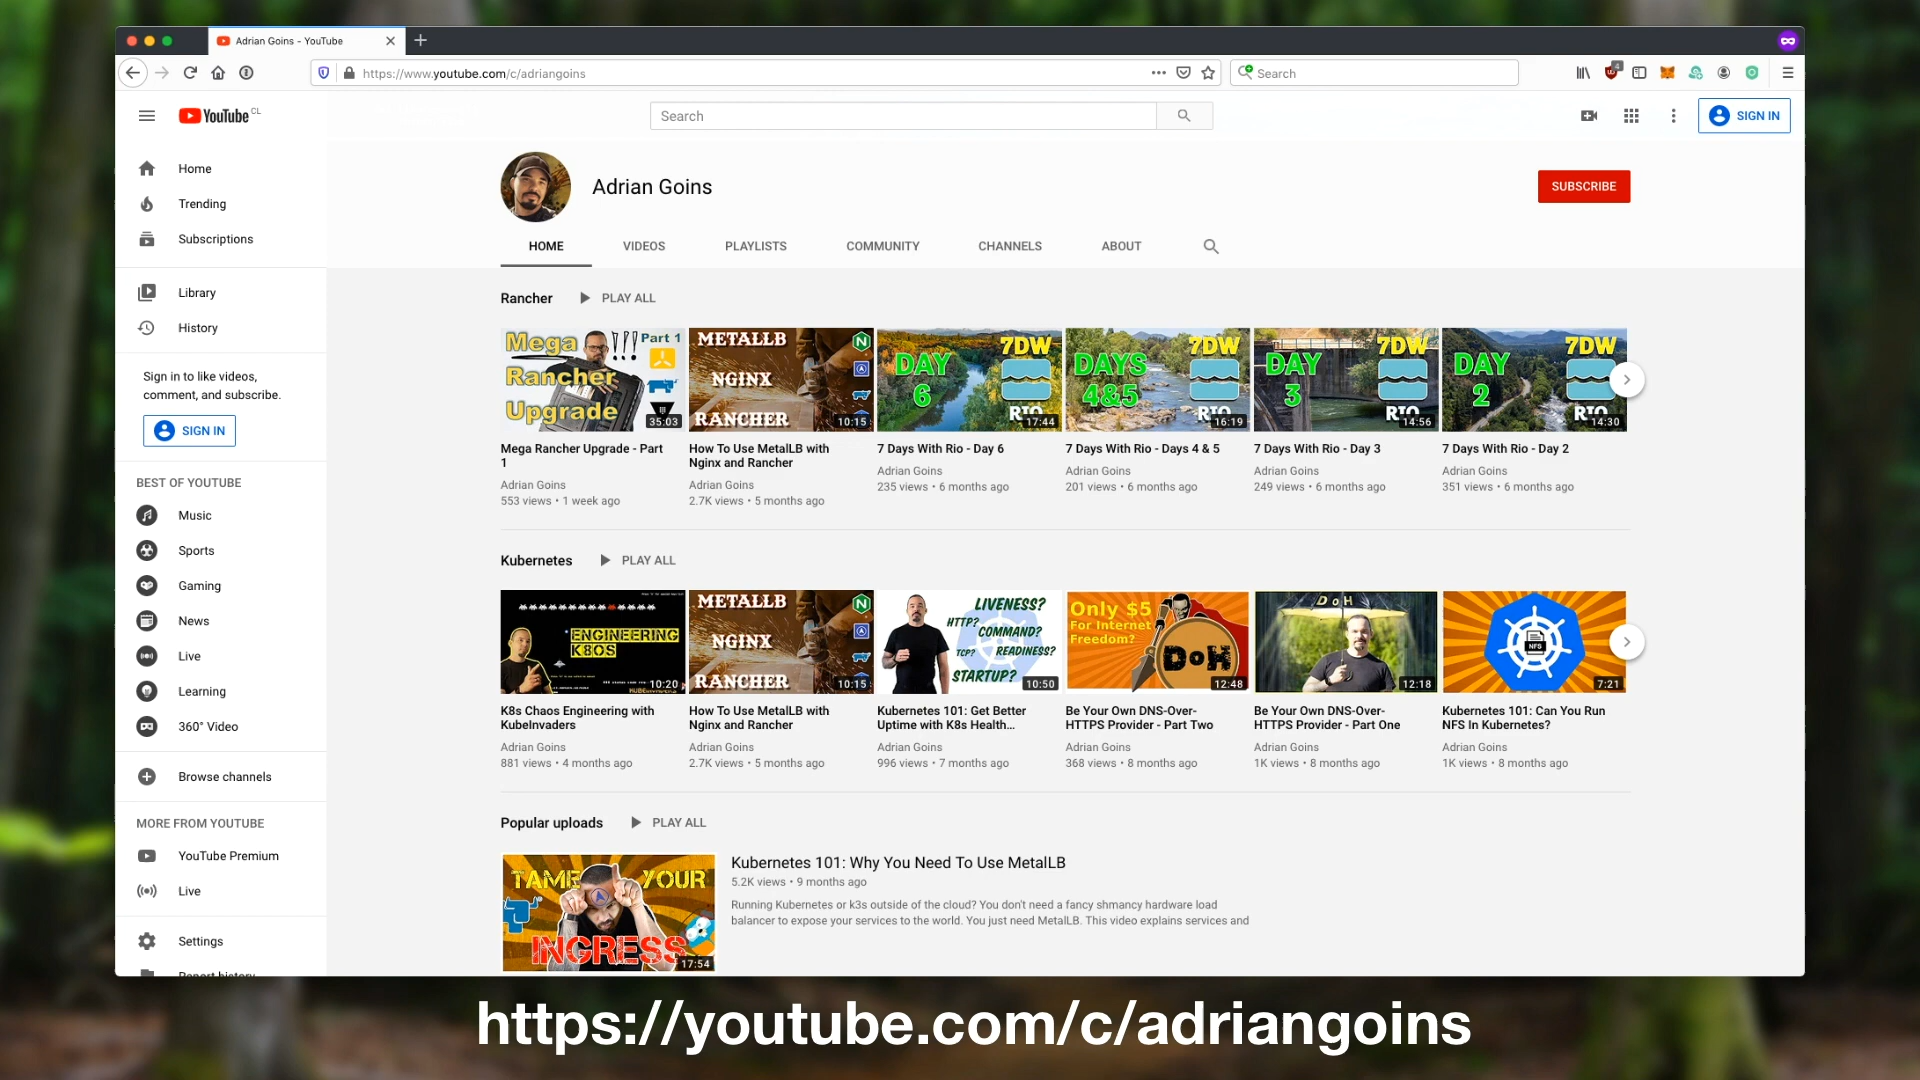 Adrian Goins - YouTube
https://www.youtube.com/c/adriangoins
Search
4
YouTube CL
Search
SIGN IN
Home
Trending
Subscriptions
Library
History
Sign in to like videos,
comment, and subscribe.
SIGN IN
BEST OF YOUTUBE
Music
Sports
Gaming
News
Live
Learning
360° Video
Browse channels
MORE FROM YOUTUBE
YouTube Premium
Live
Settings
Report history
Adrian Goins
SUBSCRIBE
HOME
VIDEOS
PLAYLISTS
COMMUNITY
CHANNELS
ABOUT
Rancher
PLAY ALL
Mega !!! Part 1
Rancher
Upgrade
35:03
Mega Rancher Upgrade - Part
1
Adrian Goins
553 views • 1 week ago
METALLB
NGINX
RANCHER
10:15
How To Use MetalLB with
Nginx and Rancher
Adrian Goins
2.7K views • 5 months ago
7DW
DAY
6
RIO
17:44
7 Days With Rio - Day 6
Adrian Goins
235 views • 6 months ago
7DW
DAYS
4&5
RIO
16:19
7 Days With Rio - Days 4 & 5
Adrian Goins
201 views • 6 months ago
7DW
DAY
3
RIO
14:56
7 Days With Rio - Day 3
Adrian Goins
249 views • 6 months ago
7DW
DAY
2
RIO
14:30
7 Days With Rio - Day 2
Adrian Goins
351 views • 6 months ago
Kubernetes
PLAY ALL
ENGINEERING
K8OS
10:20
K8s Chaos Engineering with
KubeInvaders
Adrian Goins
881 views • 4 months ago
METALLB
NGINX
RANCHER
10:15
How To Use MetalLB with
Nginx and Rancher
Adrian Goins
2.7K views • 5 months ago
LIVENESS?
HTTP?
COMMAND?
TCP?
READINESS?
STARTUP?
10:50
Kubernetes 101: Get Better
Uptime with K8s Health...
Adrian Goins
996 views • 7 months ago
Only $5
For Internet
Freedom?
DoH
12:48
Be Your Own DNS-Over-
HTTPS Provider - Part Two
Adrian Goins
368 views • 8 months ago
DoH
12:18
Be Your Own DNS-Over-
HTTPS Provider - Part One
Adrian Goins
1K views • 8 months ago
NFS
7:21
Kubernetes 101: Can You Run
NFS In Kubernetes?
Adrian Goins
1K views • 8 months ago
Popular uploads
PLAY ALL
TAME YOUR
INGRESS
17:54
Kubernetes 101: Why You Need To Use MetalLB
5.2K views • 9 months ago
Running Kubernetes or k3s outside of the cloud? You don't need a fancy shmancy hardware load
balancer to expose your services to the world. You just need MetalLB. This video explains services and
https://youtube.com/c/adriangoins